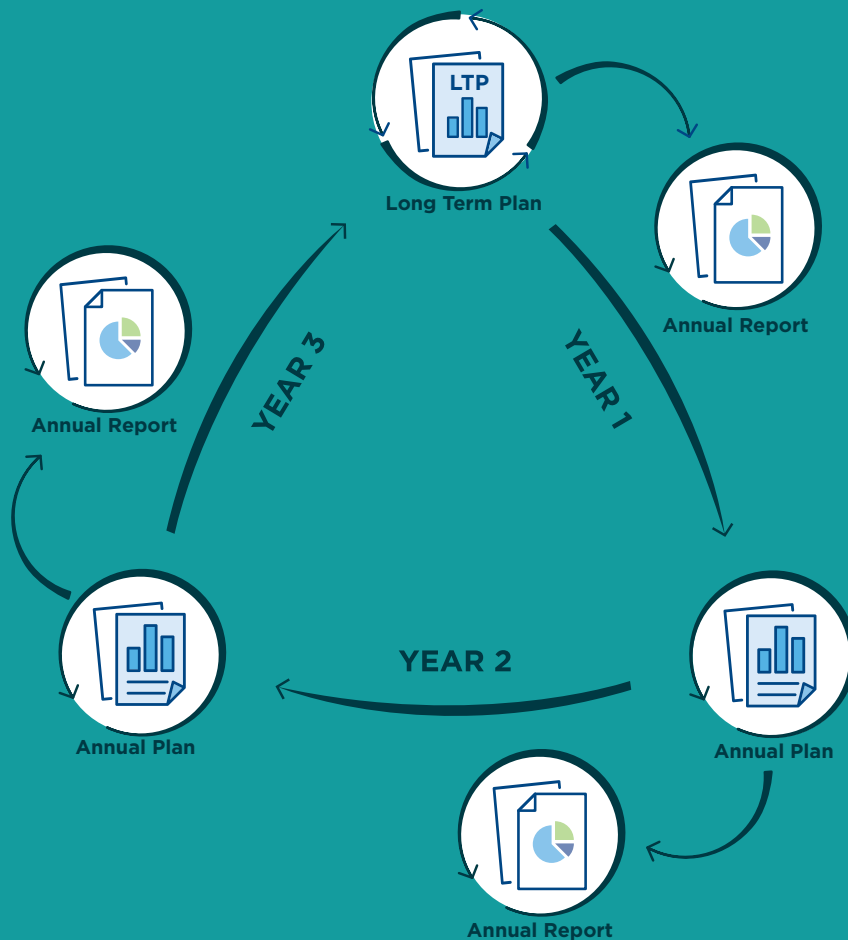 LTP
Long Term Plan
Annual Report
YEAR 1
Annual Plan
Annual Report
YEAR 2
Annual Plan
Annual Report
YEAR 3